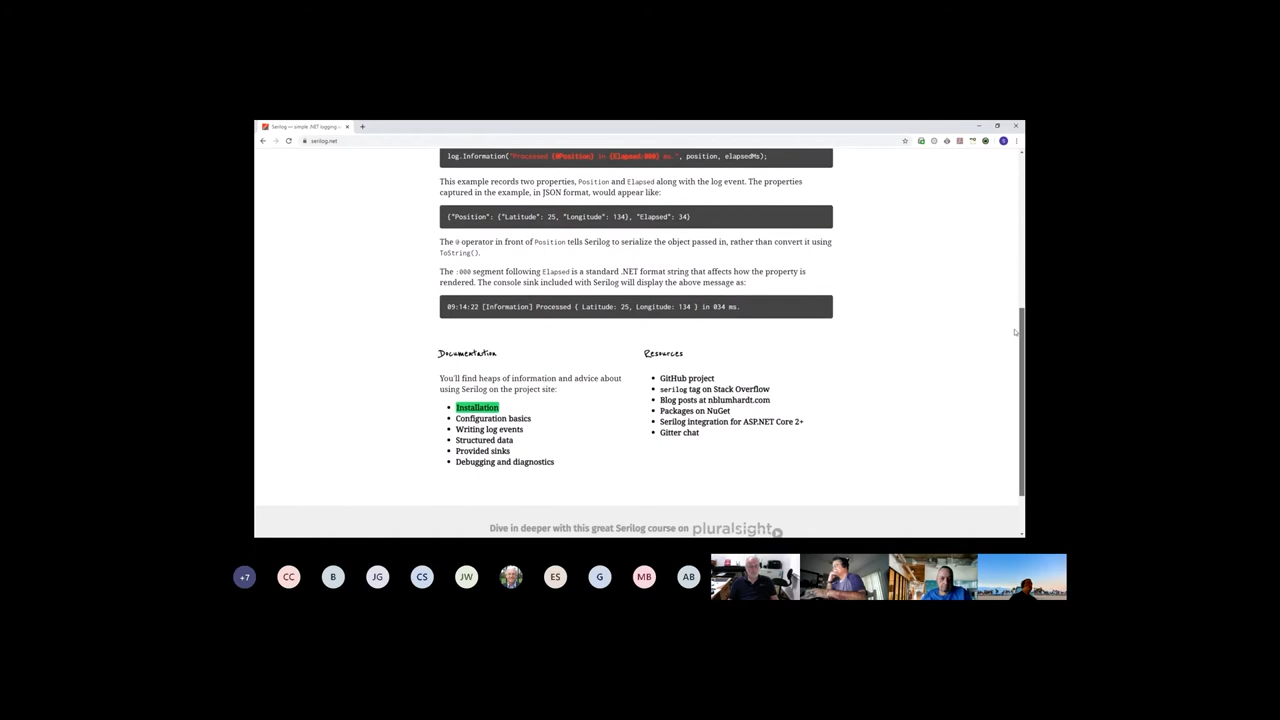 Serilog — simple .NET logging
serilog.net
log.Information("Processed {@Position} in {Elapsed:000} ms.", position, elapsedMs);
This example records two properties, Position and Elapsed along with the log event. The properties
captured in the example, in JSON format, would appear like:
{"Position": {"Latitude": 25, "Longitude": 134}, "Elapsed": 34}
The @ operator in front of Position tells Serilog to serialize the object passed in, rather than convert it using
ToString().
The :000 segment following Elapsed is a standard .NET format string that affects how the property is
rendered. The console sink included with Serilog will display the above message as:
09:14:22 [Information] Processed { Latitude: 25, Longitude: 134 } in 034 ms.
Documentation
You'll find heaps of information and advice about
using Serilog on the project site:
Installation
Configuration basics
Writing log events
Structured data
Provided sinks
Debugging and diagnostics
Resources
GitHub project
serilog tag on Stack Overflow
Blog posts at nblumhardt.com
Packages on NuGet
Serilog integration for ASP.NET Core 2+
Gitter chat
Dive in deeper with this great Serilog course on pluralsight
+7 CC B JG CS JW ES G MB AB